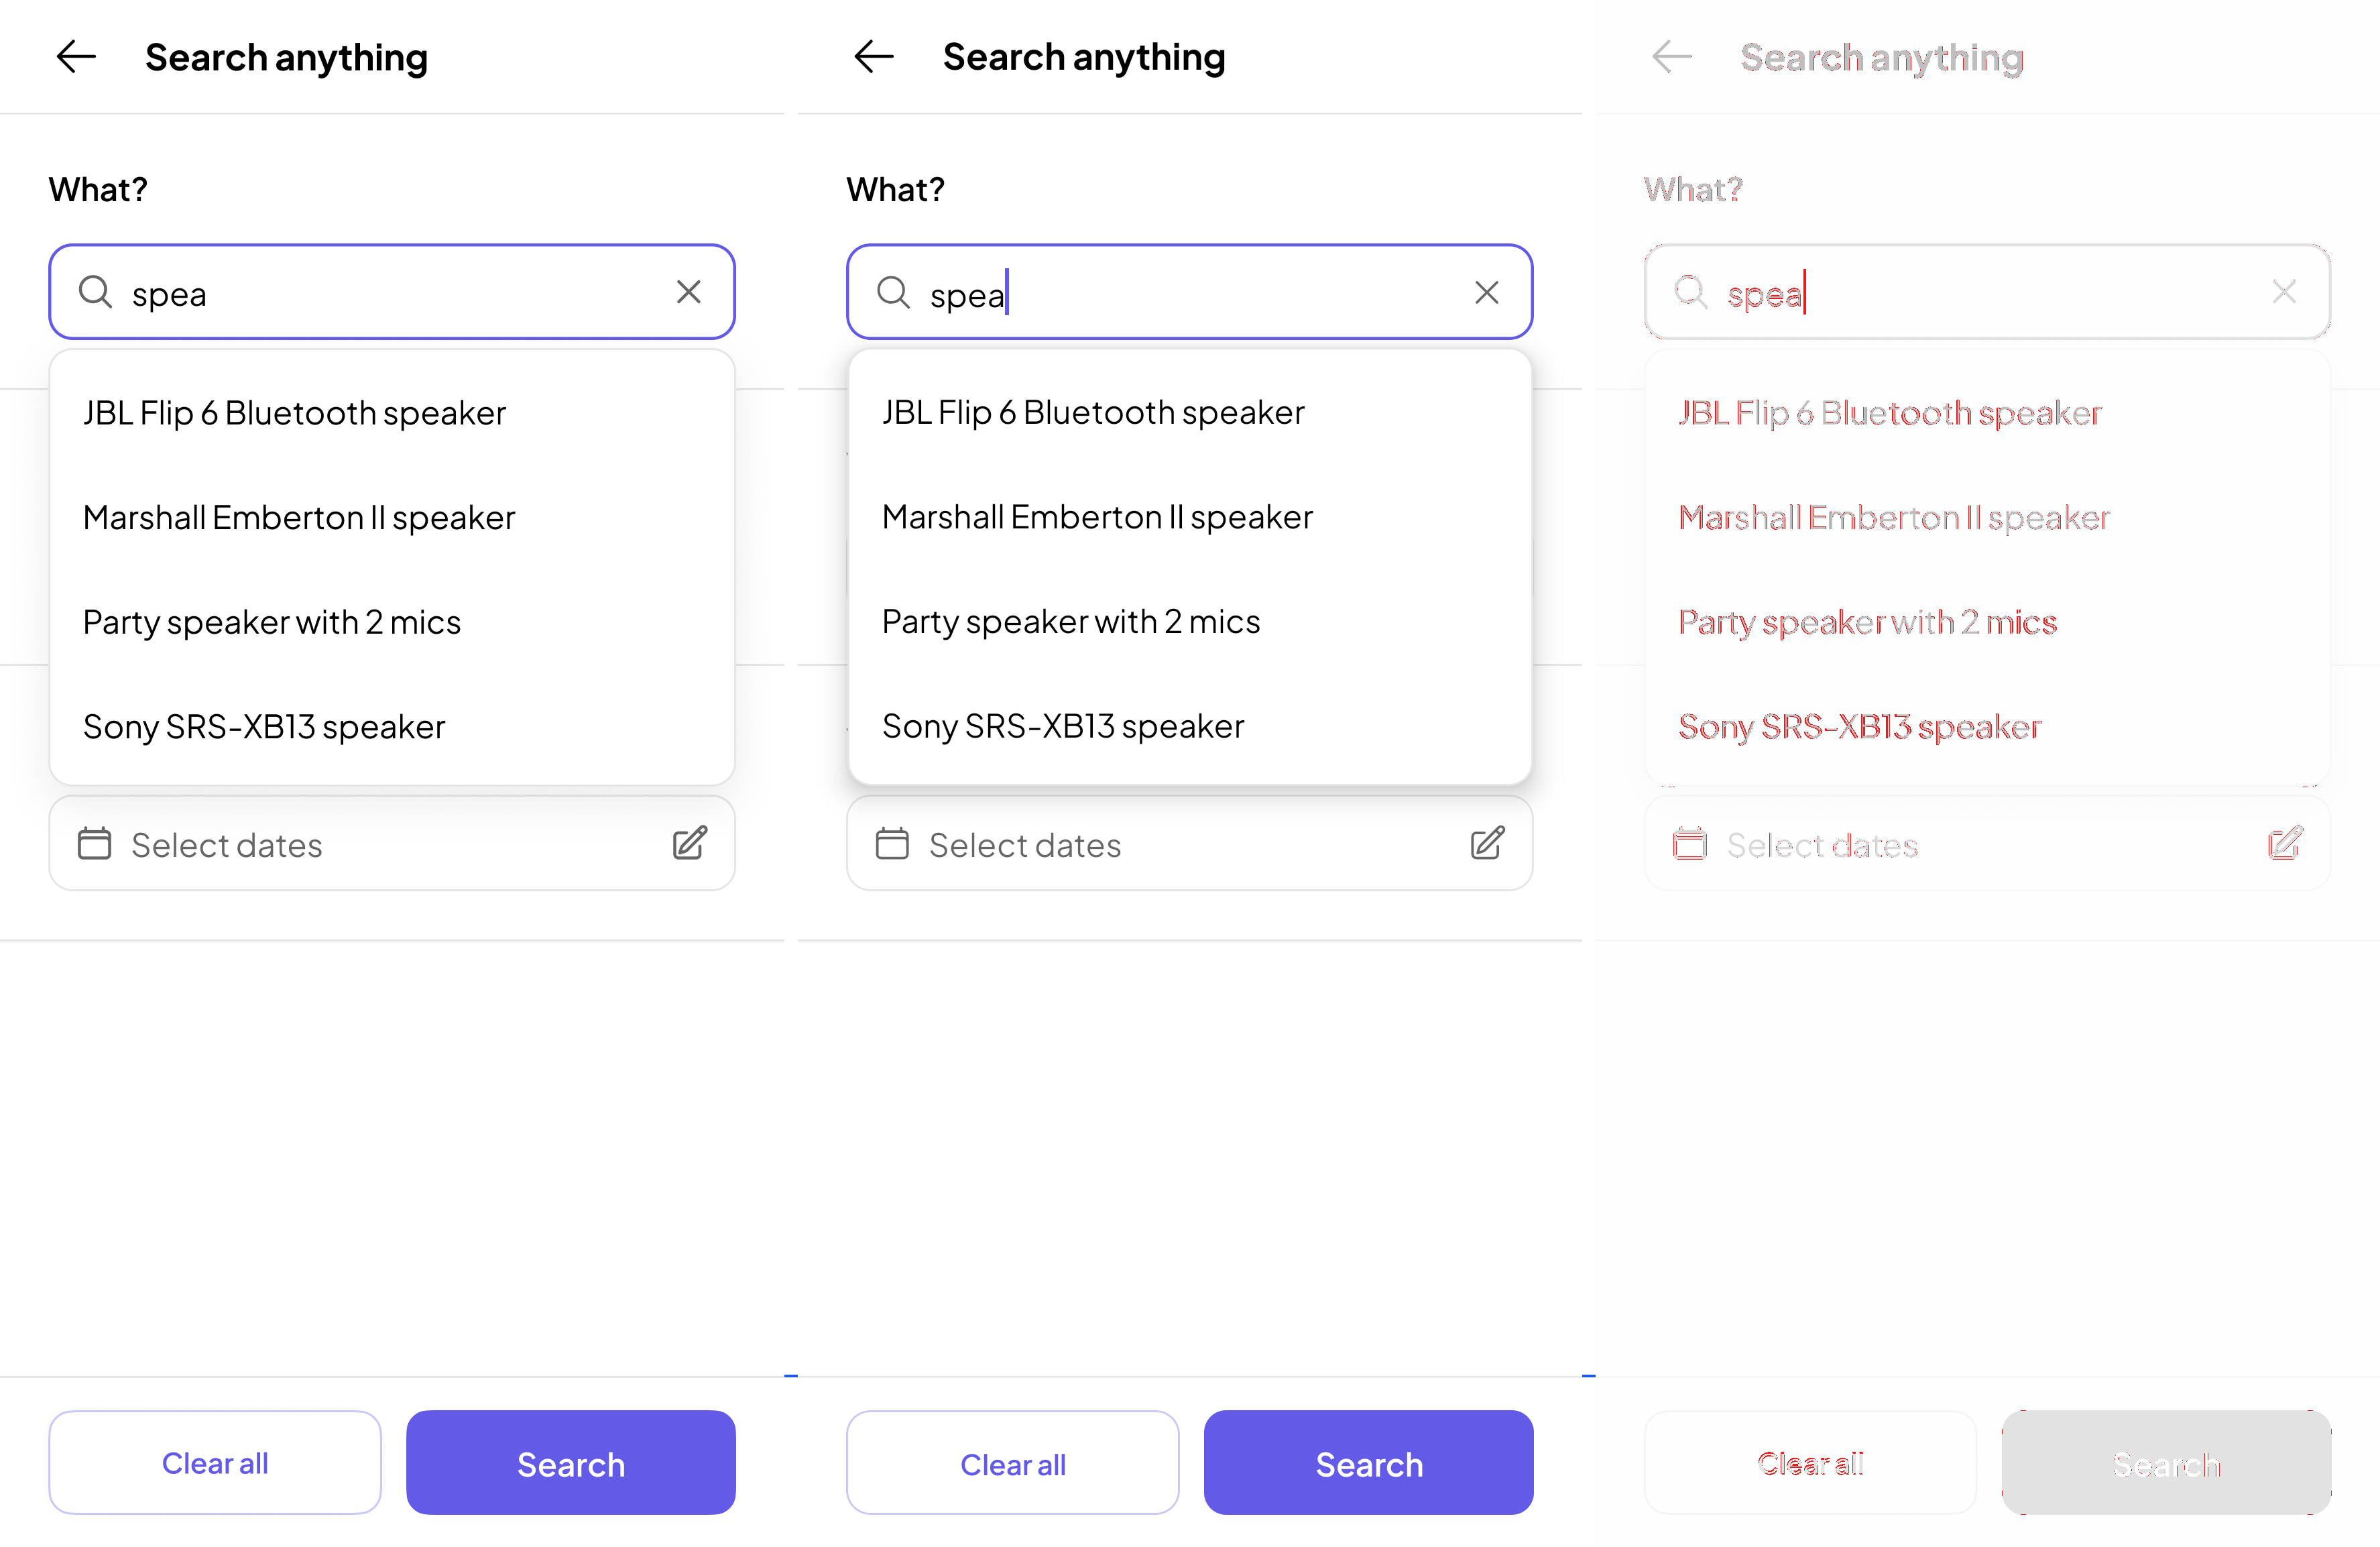 Search anything
What?
spea
JBL Flip 6 Bluetooth speaker
Marshall Emberton II speaker
Party speaker with 2 mics
Sony SRS-XB13 speaker
Select dates
Clear all
Search
Search anything
What?
spea
JBL Flip 6 Bluetooth speaker
Marshall Emberton II speaker
Party speaker with 2 mics
Sony SRS-XB13 speaker
Select dates
Clear all
Search
Search anything
What?
spea
JBL Flip 6 Bluetooth speaker
Marshall Emberton II speaker
Party speaker with 2 mics
Sony SRS-XB13 speaker
Select dates
Clear all
Search